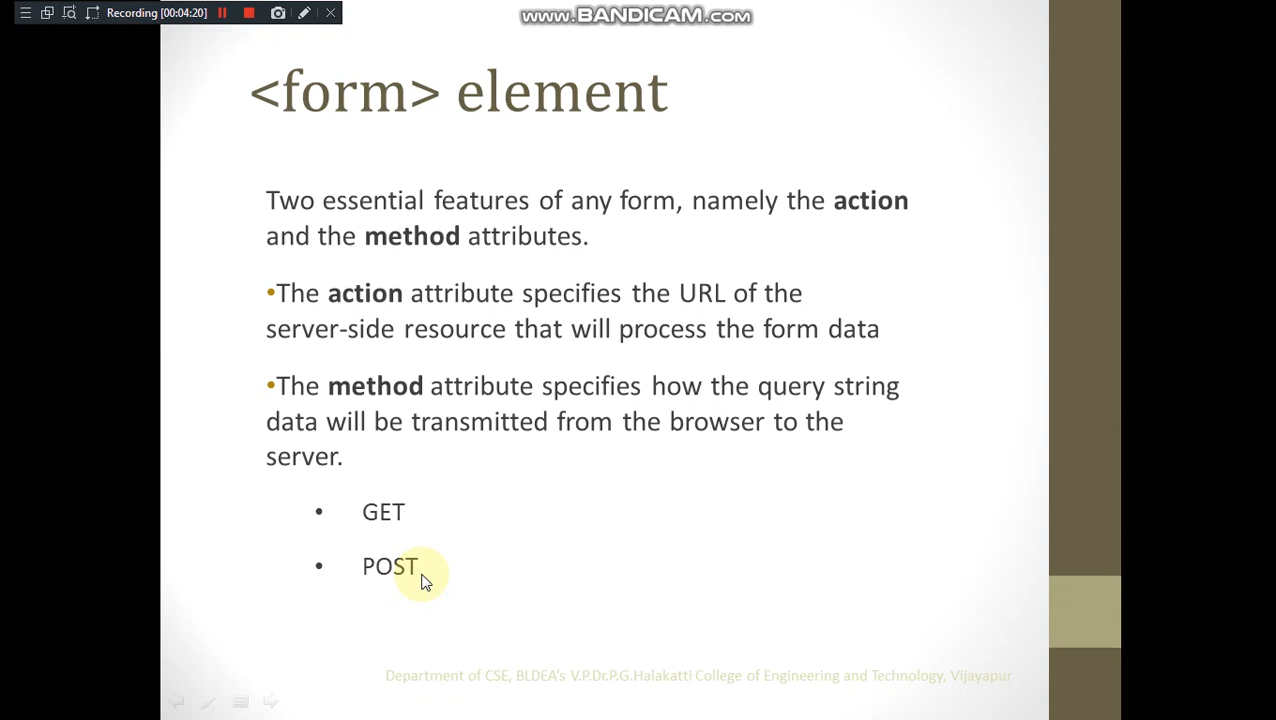 Recording [00:04:20]
www.BANDICAM.com
<form> element
Two essential features of any form, namely the action
and the method attributes.
•The action attribute specifies the URL of the
server-side resource that will process the form data
•The method attribute specifies how the query string
data will be transmitted from the browser to the
server.
• GET
• POST
Department of CSE, BLDEA's V.P.Dr.P.G.Halakatti College of Engineering and Technology, Vijayapur